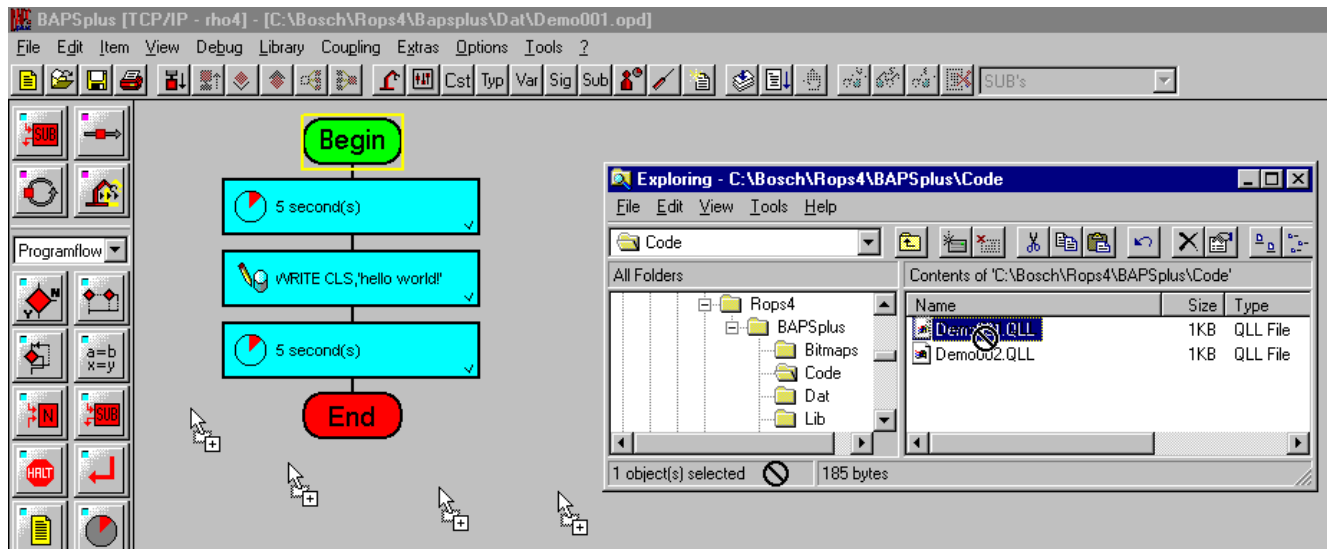 BAPSplus [TCP/IP - rho4] - [C:\Bosch\Rops4\Bapsplus\Dat\Demo001.opd]
File Edit Item View Debug Library Coupling Extras Options Tools ?
Cst Typ Var Sig Sub SUB's
SUB
S
Programflow
N
Y
a=b
x=y
N
SUB
HALT
Begin
5 second(s)
WRITE CLS,'hello world!'
5 second(s)
End
Exploring - C:\Bosch\Rops4\BAPSplus\Code
File Edit View Tools Help
Code
All Folders
Contents of 'C:\Bosch\Rops4\BAPSplus\Code'
Rops4
BAPSplus
Bitmaps
Code
Dat
Lib
Name Size Type
Demo001.QLL 1KB QLL File
Demo002.QLL 1KB QLL File
1 object(s) selected 185 bytes